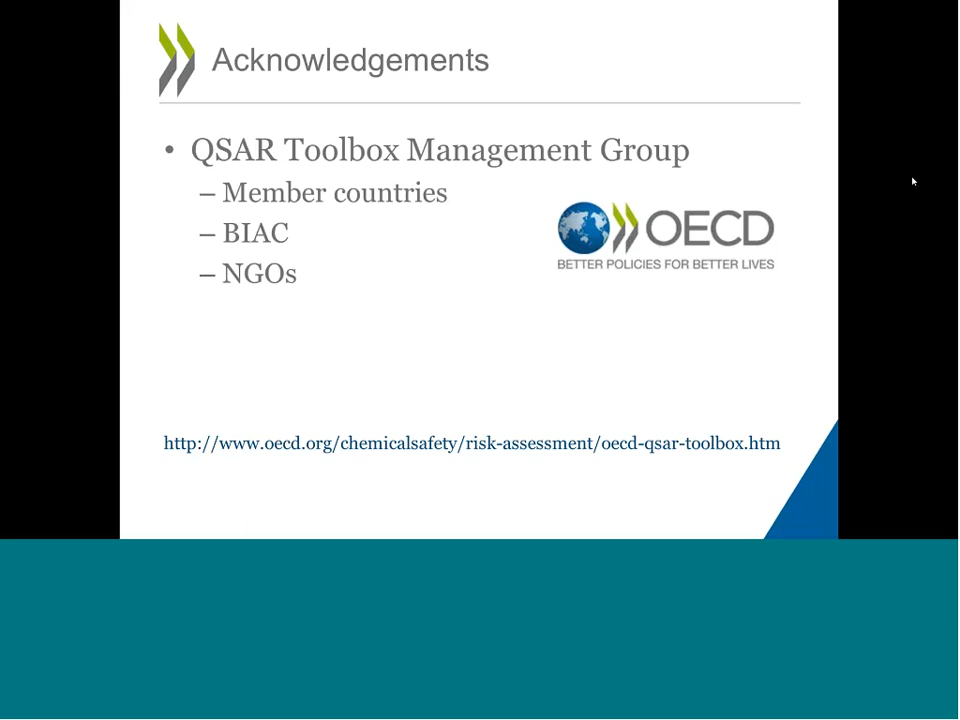 Acknowledgements
• QSAR Toolbox Management Group
– Member countries
– BIAC
– NGOs
OECD
BETTER POLICIES FOR BETTER LIVES
http://www.oecd.org/chemicalsafety/risk-assessment/oecd-qsar-toolbox.htm